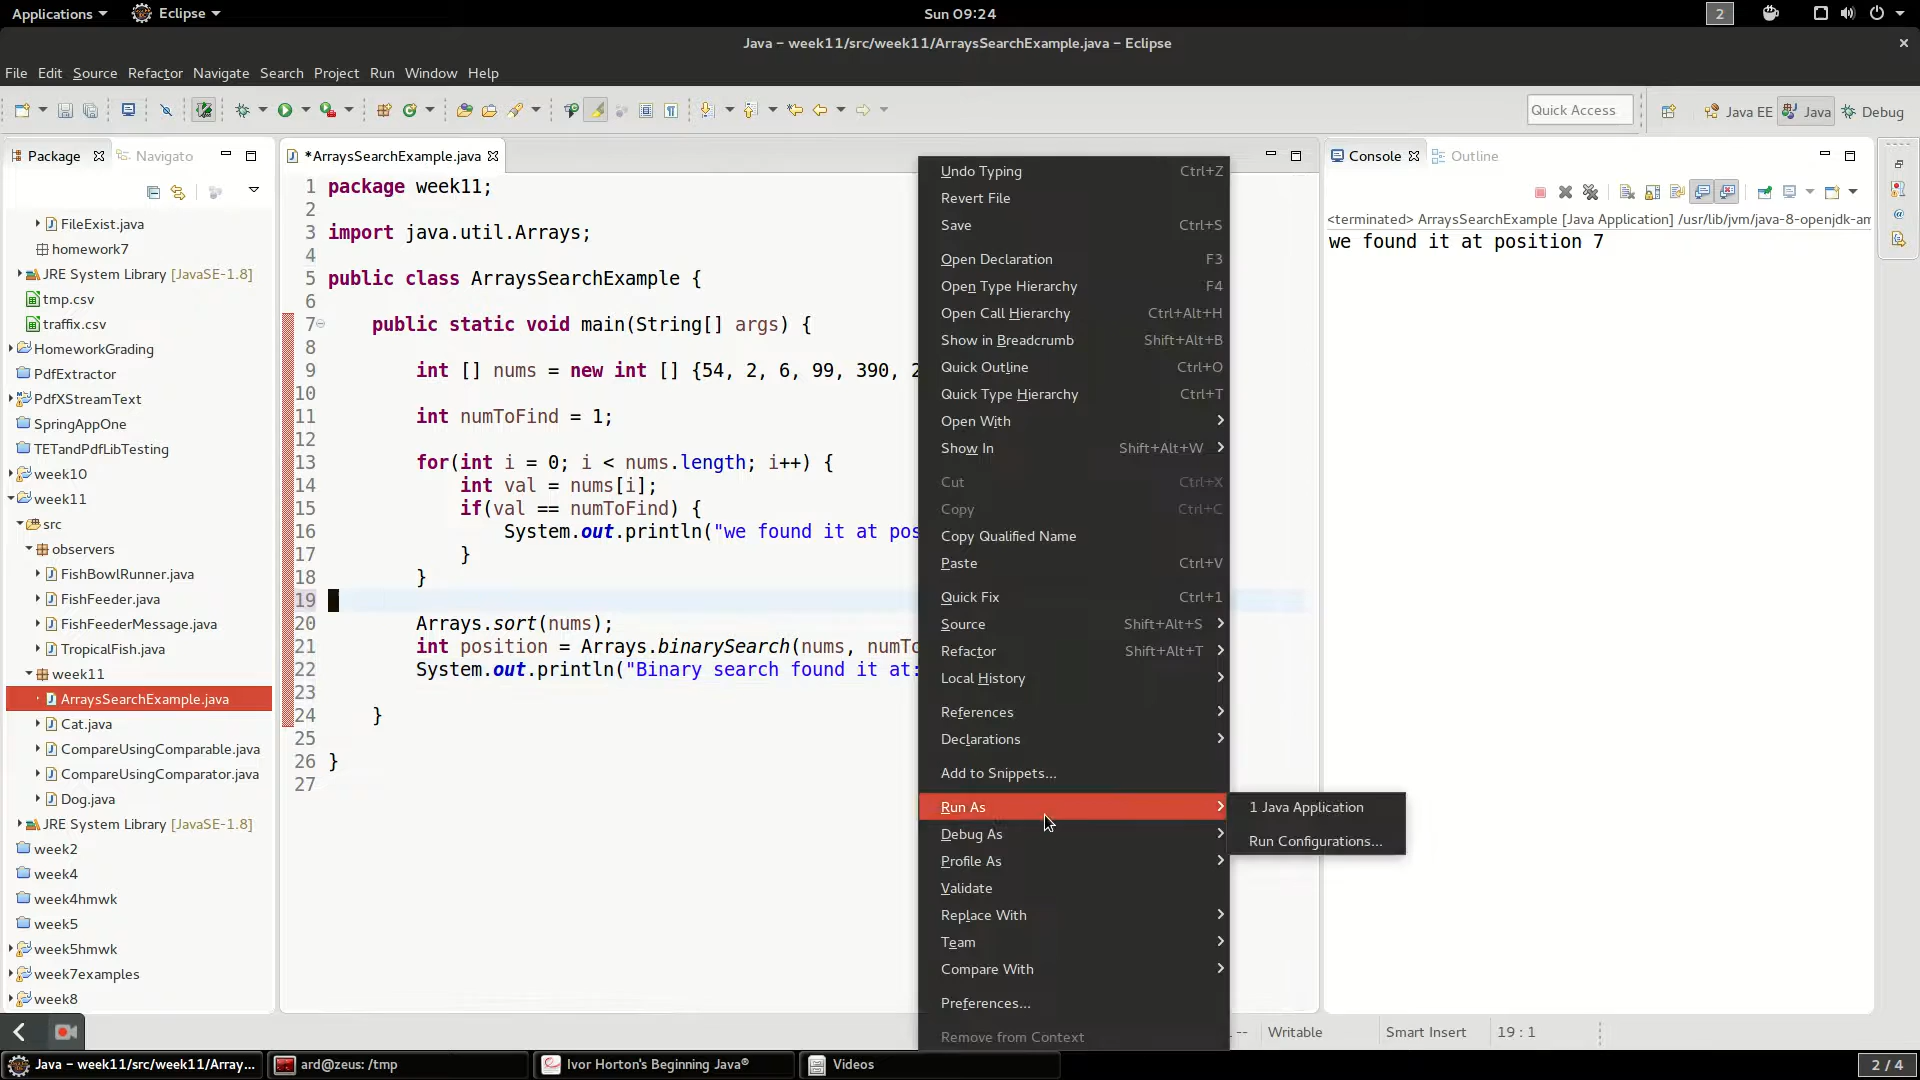 Applications Eclipse Sun 09:24 2
Java – week11/src/week11/ArraysSearchExample.java – Eclipse
File Edit Source Refactor Navigate Search Project Run Window Help
Quick Access Java EE Java Debug
Package Navigato
FileExist.java
homework7
JRE System Library [JavaSE-1.8]
tmp.csv
traffix.csv
HomeworkGrading
PdfExtractor
PdfXStreamText
SpringAppOne
TETandPdfLibTesting
week10
week11
src
observers
FishBowlRunner.java
FishFeeder.java
FishFeederMessage.java
TropicalFish.java
week11
ArraysSearchExample.java
Cat.java
CompareUsingComparable.java
CompareUsingComparator.java
Dog.java
JRE System Library [JavaSE-1.8]
week2
week4
week4hmwk
week5
week5hmwk
week7examples
week8
*ArraysSearchExample.java
1 package week11;
2
3 import java.util.Arrays;
4
5 public class ArraysSearchExample {
6
7 public static void main(String[] args) {
8
9 int [] nums = new int [] {54, 2, 6, 99, 390, 2
10
11 int numToFind = 1;
12
13 for(int i = 0; i < nums.length; i++) {
14 int val = nums[i];
15 if(val == numToFind) {
16 System.out.println("we found it at pos
17 }
18 }
19
20 Arrays.sort(nums);
21 int position = Arrays.binarySearch(nums, numTo
22 System.out.println("Binary search found it at:
23
24 }
25
26 }
27
Undo Typing Ctrl+Z
Revert File
Save Ctrl+S
Open Declaration F3
Open Type Hierarchy F4
Open Call Hierarchy Ctrl+Alt+H
Show in Breadcrumb Shift+Alt+B
Quick Outline Ctrl+O
Quick Type Hierarchy Ctrl+T
Open With
Show In Shift+Alt+W
Cut Ctrl+X
Copy Ctrl+C
Copy Qualified Name
Paste Ctrl+V
Quick Fix Ctrl+1
Source Shift+Alt+S
Refactor Shift+Alt+T
Local History
References
Declarations
Add to Snippets...
Run As
Debug As
Profile As
Validate
Replace With
Team
Compare With
Preferences...
Remove from Context
1 Java Application
Run Configurations...
Console Outline
<terminated> ArraysSearchExample [Java Application] /usr/lib/jvm/java-8-openjdk-am
we found it at position 7
Writable Smart Insert 19 : 1
Java – week11/src/week11/Array... ard@zeus: /tmp Ivor Horton's Beginning Java® Videos 2 / 4